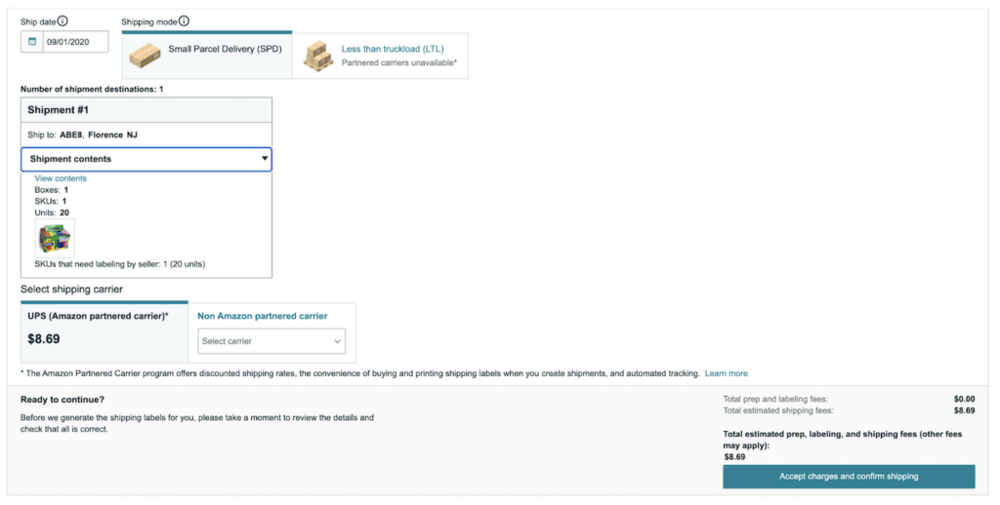 Ship date
Shipping mode
09/01/2020
Small Parcel Delivery (SPD)
Less than truckload (LTL)
Partnered carriers unavailable*
Number of shipment destinations: 1
Shipment #1
Ship to: ABE8, Florence NJ
Shipment contents
View contents
Boxes: 1
SKUs: 1
Units: 20
SKUs that need labeling by seller: 1 (20 units)
Select shipping carrier
UPS (Amazon partnered carrier)*
$8.69
Non Amazon partnered carrier
Select carrier
* The Amazon Partnered Carrier program offers discounted shipping rates, the convenience of buying and printing shipping labels when you create shipments, and automated tracking. Learn more
Ready to continue?
Before we generate the shipping labels for you, please take a moment to review the details and
check that all is correct.
Total prep and labeling fees: $0.00
Total estimated shipping fees: $8.69
Total estimated prep, labeling, and shipping fees (other fees
may apply):
$8.69
Accept charges and confirm shipping